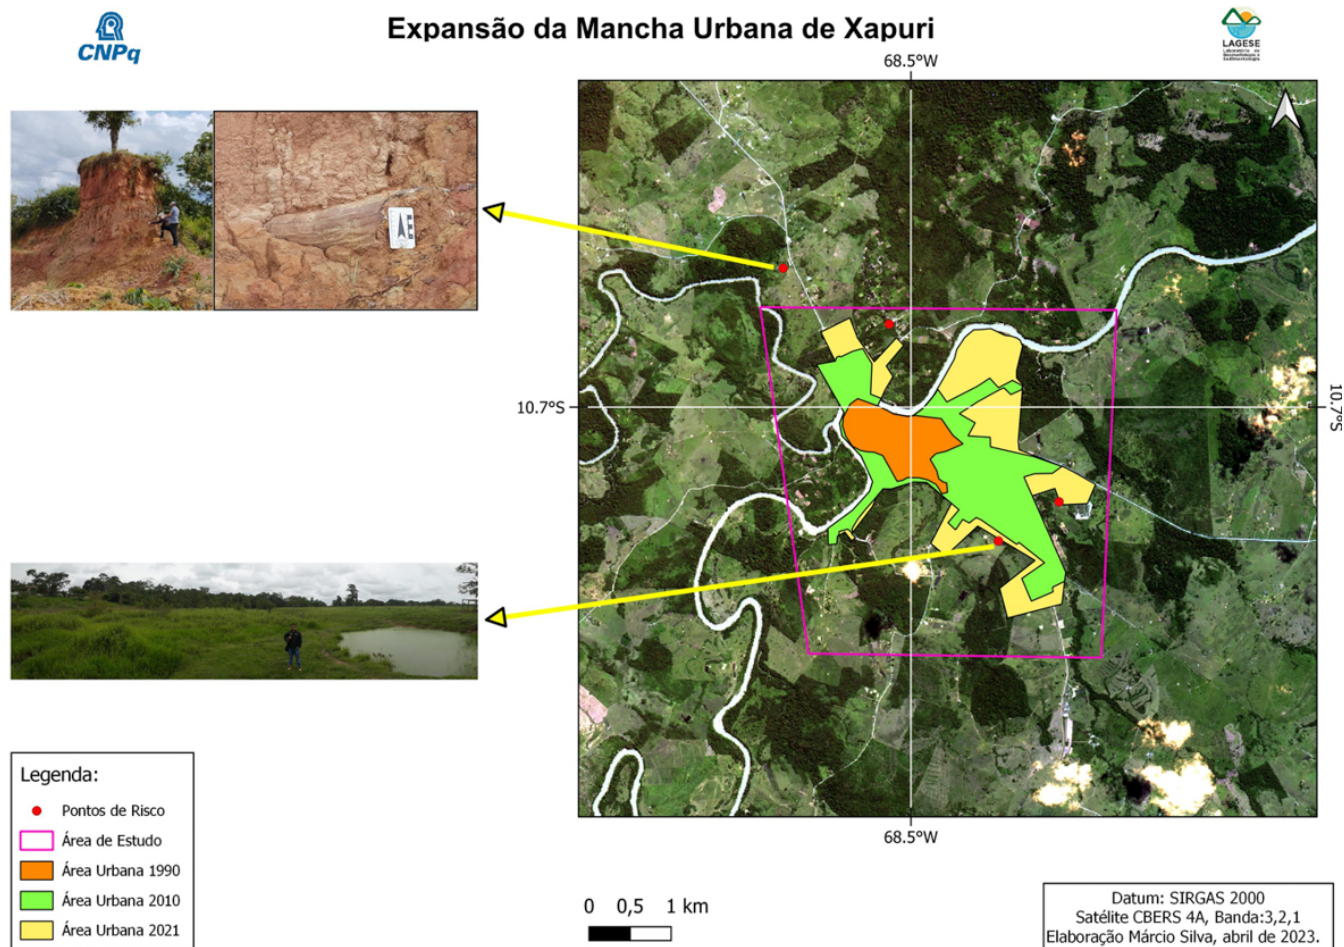 CNPq
Expansão da Mancha Urbana de Xapuri
LAGESE
68.5°W
10.7°S
10.7°S
68.5°W
Legenda:
Pontos de Risco
Área de Estudo
Área Urbana 1990
Área Urbana 2010
Área Urbana 2021
0 0,5 1 km
Datum: SIRGAS 2000
Satélite CBERS 4A, Banda:3,2,1
Elaboração Márcio Silva, abril de 2023.